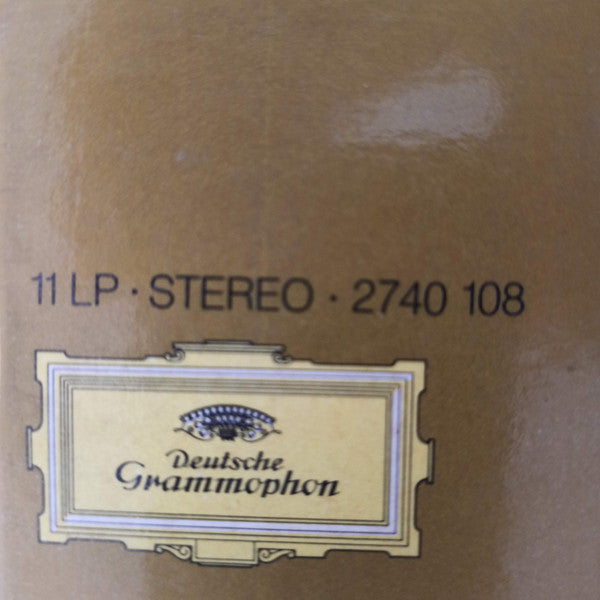 11 LP · STEREO · 2740 108
Deutsche
Grammophon